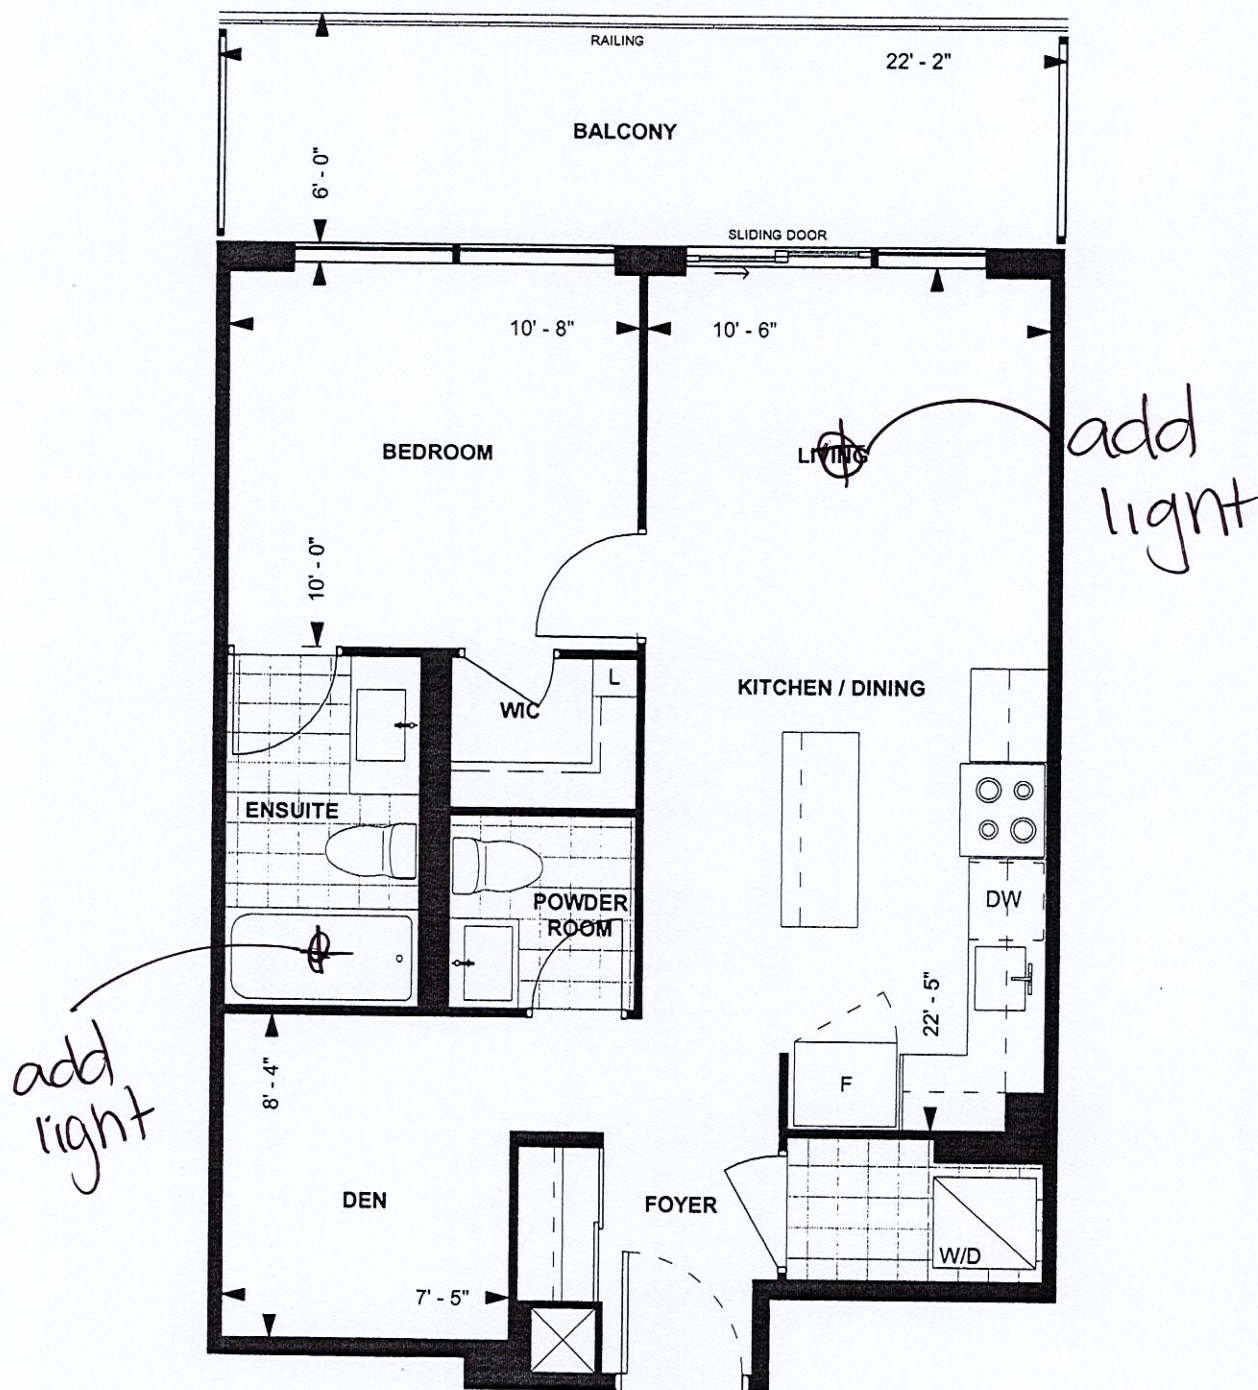 RAILING
22' - 2"
BALCONY
6' - 0"
SLIDING DOOR
10' - 8"
10' - 6"
add
light
BEDROOM
LIVING
10' - 0"
L
KITCHEN / DINING
WIC
ENSUITE
POWDER
ROOM
DW
22' - 5"
add
light
8' - 4"
F
DEN
FOYER
W/D
7' - 5"